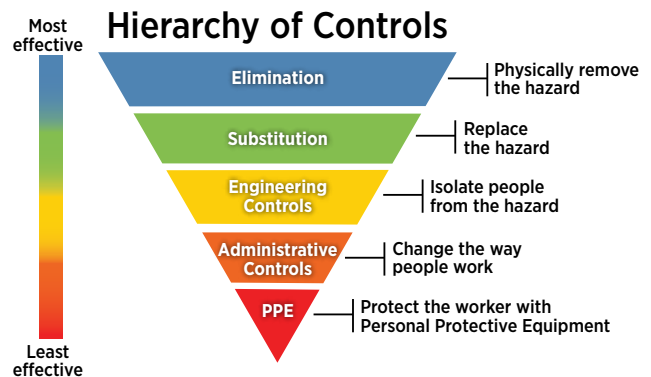 Hierarchy of Controls
Most
effective
Elimination
Physically remove
the hazard
Substitution
Replace
the hazard
Engineering
Controls
Isolate people
from the hazard
Administrative
Controls
Change the way
people work
PPE
Protect the worker with
Personal Protective Equipment
Least
effective